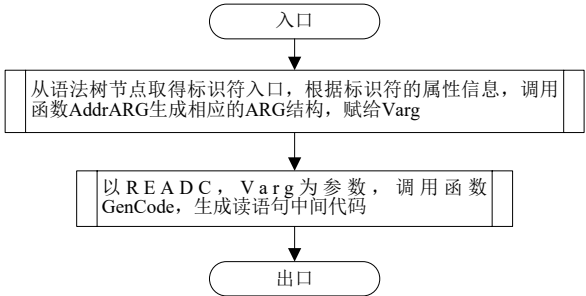 入口
从语法树节点取得标识符入口，根据标识符的属性信息，调用
函数AddrARG生成相应的ARG结构，赋给Varg
以READC，Varg为参数，调用函数
GenCode，生成读语句中间代码
出口